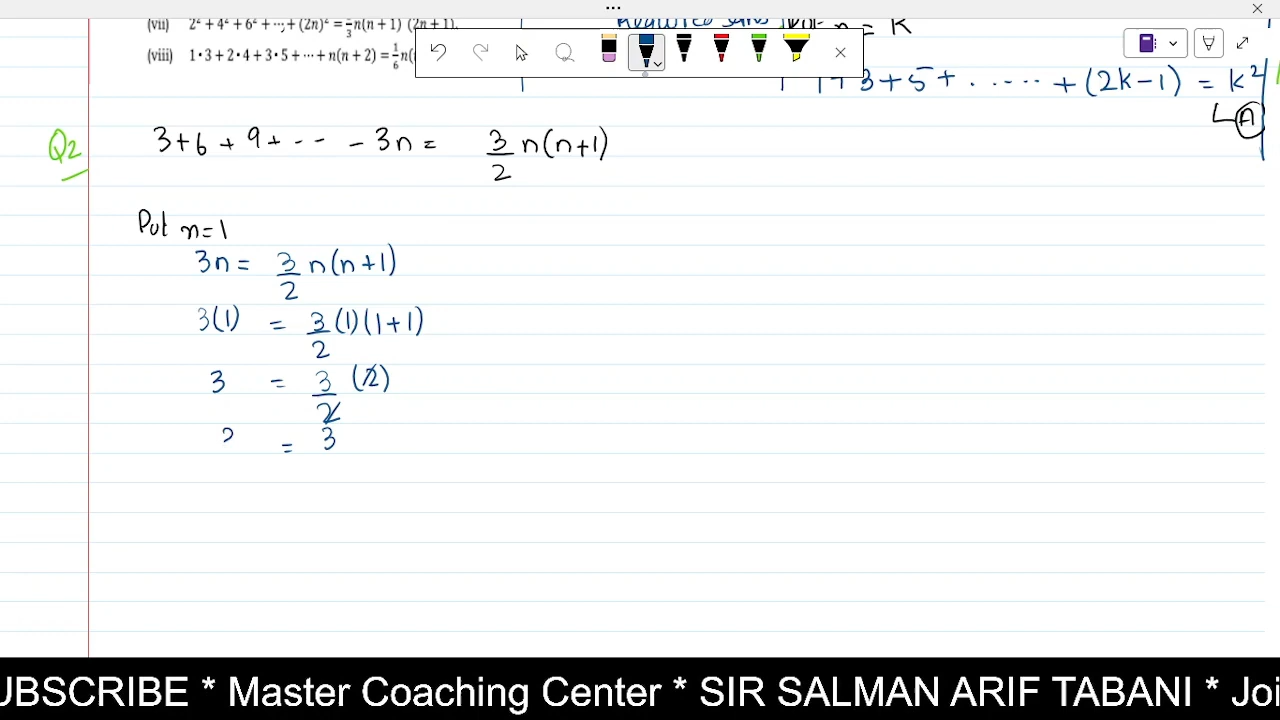 (vii) 2² + 4² + 6² + ⋯ + (2n)² = n(n + 1) (2n + 1).
(viii) 1•3 + 2•4 + 3•5 + ⋯ + n(n + 2) = 1/6 n(
Put n = K
1 + 3 + 5 + ...... + (2k-1) = k²
A
Q2 3+6 + 9 + -- - 3n = 3/2 n(n+1)
Put n=1
3n = 3/2 n(n+1)
3(1) = 3/2 (1)(1+1)
3 = 3/2 (2)
= 3
UBSCRIBE * Master Coaching Center * SIR SALMAN ARIF TABANI * Joi